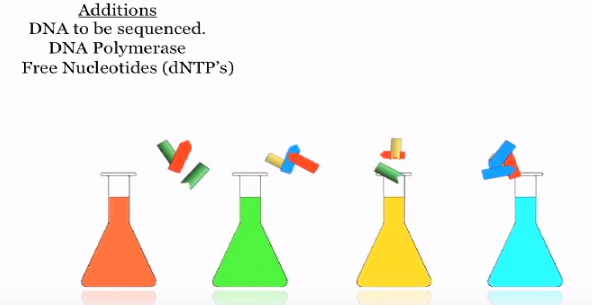 Additions
DNA to be sequenced.
DNA Polymerase
Free Nucleotides (dNTP's)